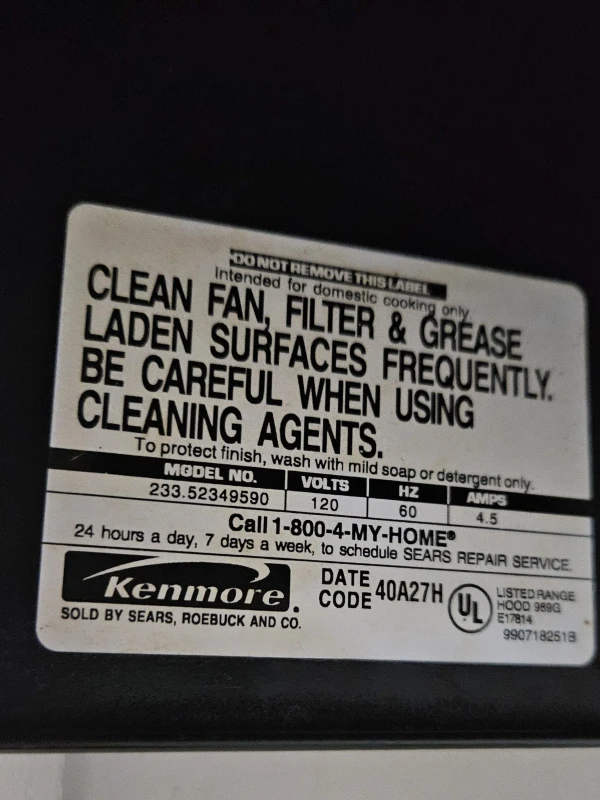 DO NOT REMOVE THIS LABEL
Intended for domestic cooking only.
CLEAN FAN, FILTER & GREASE
LADEN SURFACES FREQUENTLY.
BE CAREFUL WHEN USING
CLEANING AGENTS.
To protect finish, wash with mild soap or detergent only.
MODEL NO. VOLTS HZ AMPS
233.52349590 120 60 4.5
Call 1-800-4-MY-HOME®
24 hours a day, 7 days a week, to schedule SEARS REPAIR SERVICE.
Kenmore.
SOLD BY SEARS, ROEBUCK AND CO.
DATE
CODE 40A27H
UL
LISTED RANGE
HOOD 989G
E17814
990718251B